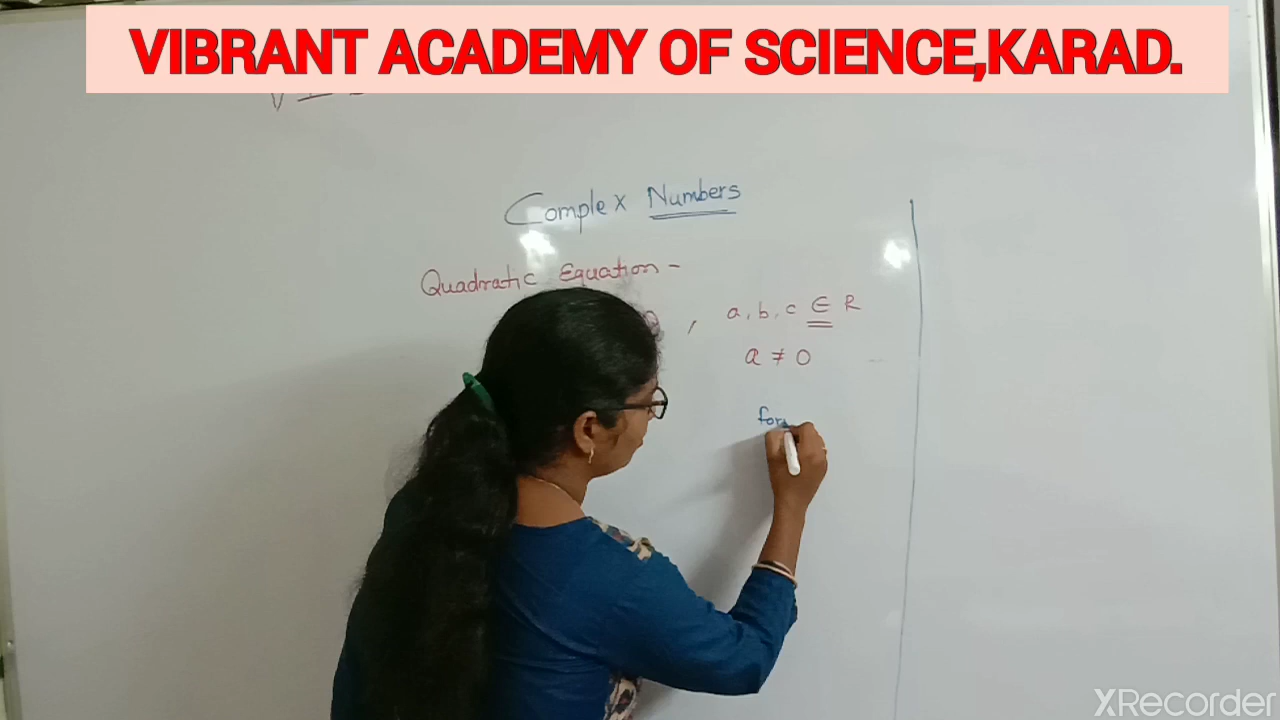 VIBRANT ACADEMY OF SCIENCE,KARAD.
Complex Numbers
Quadratic Equation -
, a, b, c ∈ R
a ≠ 0
XRecorder